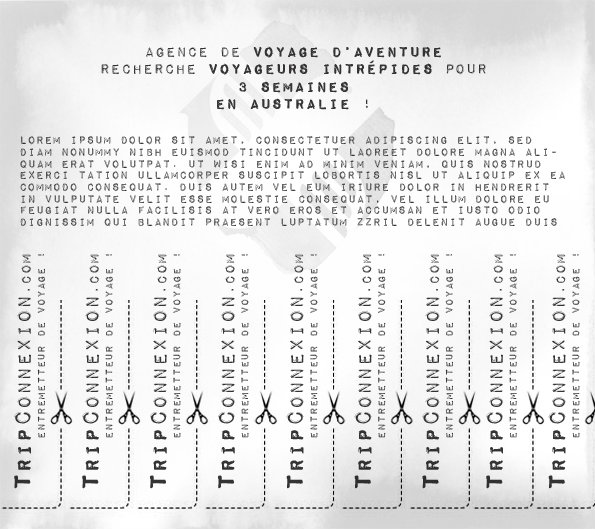 AGENCE DE VOYAGE D'AVENTURE
RECHERCHE VOYAGEURS INTRÉPIDES POUR
3 SEMAINES
EN AUSTRALIE !
LOREM IPSUM DOLOR SIT AMET, CONSECTETUER ADIPISCING ELIT, SED
DIAM NONUMMY NIBH EUISMOD TINCIDUNT UT LAOREET DOLORE MAGNA ALI-
QUAM ERAT VOLUTPAT. UT WISI ENIM AD MINIM VENIAM, QUIS NOSTRUD
EXERCI TATION ULLAMCORPER SUSCIPIT LOBORTIS NISL UT ALIQUIP EX EA
COMMODO CONSEQUAT. DUIS AUTEM VEL EUM IRIURE DOLOR IN HENDRERIT
IN VULPUTATE VELIT ESSE MOLESTIE CONSEQUAT, VEL ILLUM DOLORE EU
FEUGIAT NULLA FACILISIS AT VERO EROS ET ACCUMSAN ET IUSTO ODIO
DIGNISSIM QUI BLANDIT PRAESENT LUPTATUM ZZRIL DELENIT AUGUE DUIS
TRIPCONNEXION.COM
ENTREMETTEUR DE VOYAGE !
TRIPCONNEXION.COM
ENTREMETTEUR DE VOYAGE !
TRIPCONNEXION.COM
ENTREMETTEUR DE VOYAGE !
TRIPCONNEXION.COM
ENTREMETTEUR DE VOYAGE !
TRIPCONNEXION.COM
ENTREMETTEUR DE VOYAGE !
TRIPCONNEXION.COM
ENTREMETTEUR DE VOYAGE !
TRIPCONNEXION.COM
ENTREMETTEUR DE VOYAGE !
TRIPCONNEXION.COM
ENTREMETTEUR DE VOYAGE !
TRIPCONNEXION.COM
ENTREMETTEUR DE VOYAGE !